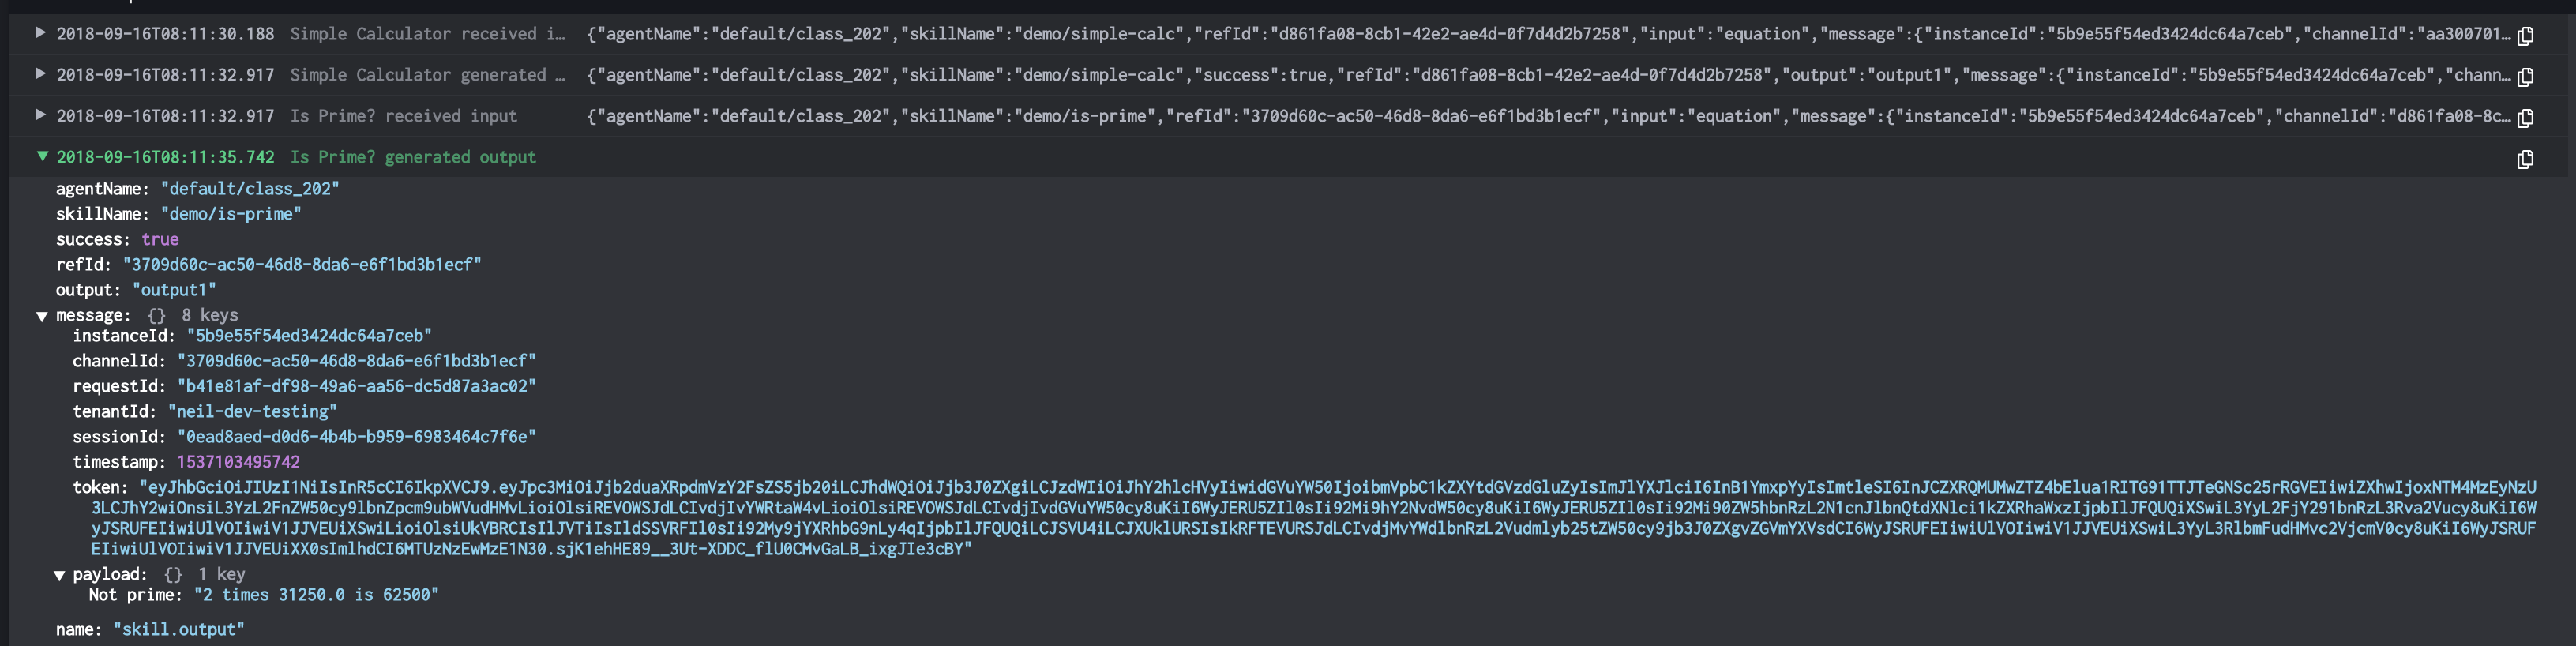 2018-09-16T08:11:30.188 Simple Calculator received i… {"agentName":"default/class_202","skillName":"demo/simple-calc","refId":"d861fa08-8cb1-42e2-ae4d-0f7d4d2b7258","input":"equation","message":{"instanceId":"5b9e55f54ed3424dc64a7ceb","channelId":"aa300701…
2018-09-16T08:11:32.917 Simple Calculator generated … {"agentName":"default/class_202","skillName":"demo/simple-calc","success":true,"refId":"d861fa08-8cb1-42e2-ae4d-0f7d4d2b7258","output":"output1","message":{"instanceId":"5b9e55f54ed3424dc64a7ceb","chann…
2018-09-16T08:11:32.917 Is Prime? received input {"agentName":"default/class_202","skillName":"demo/is-prime","refId":"3709d60c-ac50-46d8-8da6-e6f1bd3b1ecf","input":"equation","message":{"instanceId":"5b9e55f54ed3424dc64a7ceb","channelId":"d861fa08-8c…
2018-09-16T08:11:35.742 Is Prime? generated output
agentName: "default/class_202"
skillName: "demo/is-prime"
success: true
refId: "3709d60c-ac50-46d8-8da6-e6f1bd3b1ecf"
output: "output1"
message: {} 8 keys
instanceId: "5b9e55f54ed3424dc64a7ceb"
channelId: "3709d60c-ac50-46d8-8da6-e6f1bd3b1ecf"
requestId: "b41e81af-df98-49a6-aa56-dc5d87a3ac02"
tenantId: "neil-dev-testing"
sessionId: "0ead8aed-d0d6-4b4b-b959-6983464c7f6e"
timestamp: 1537103495742
token:
payload: {} 1 key
Not prime: "2 times 31250.0 is 62500"
name: "skill.output"